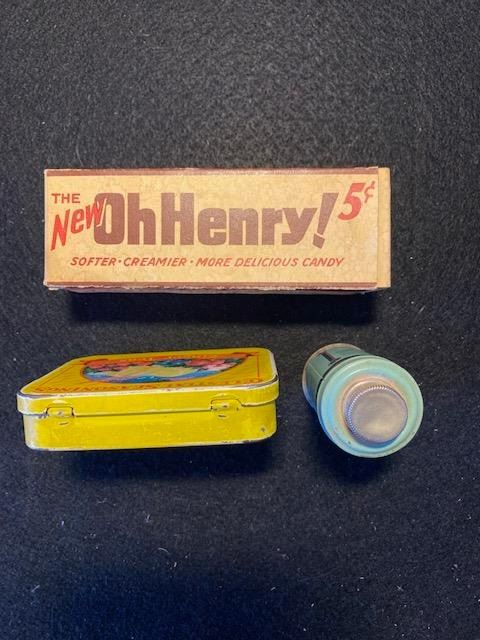 THE
New Oh Henry! 5¢
SOFTER · CREAMIER · MORE DELICIOUS CANDY